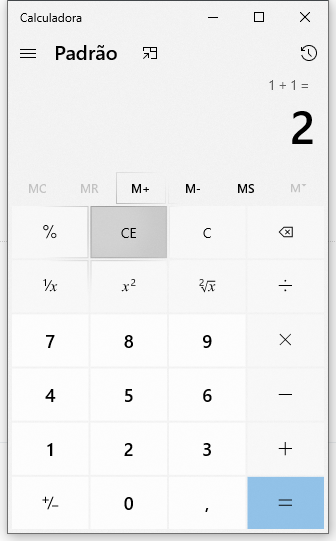 Calculadora
Padrão
1 + 1 =
2
MC MR M+ M- MS M˅
% CE C
¹/x x² ²√x ÷
7 8 9 ×
4 5 6 −
1 2 3 +
+/− 0 , =